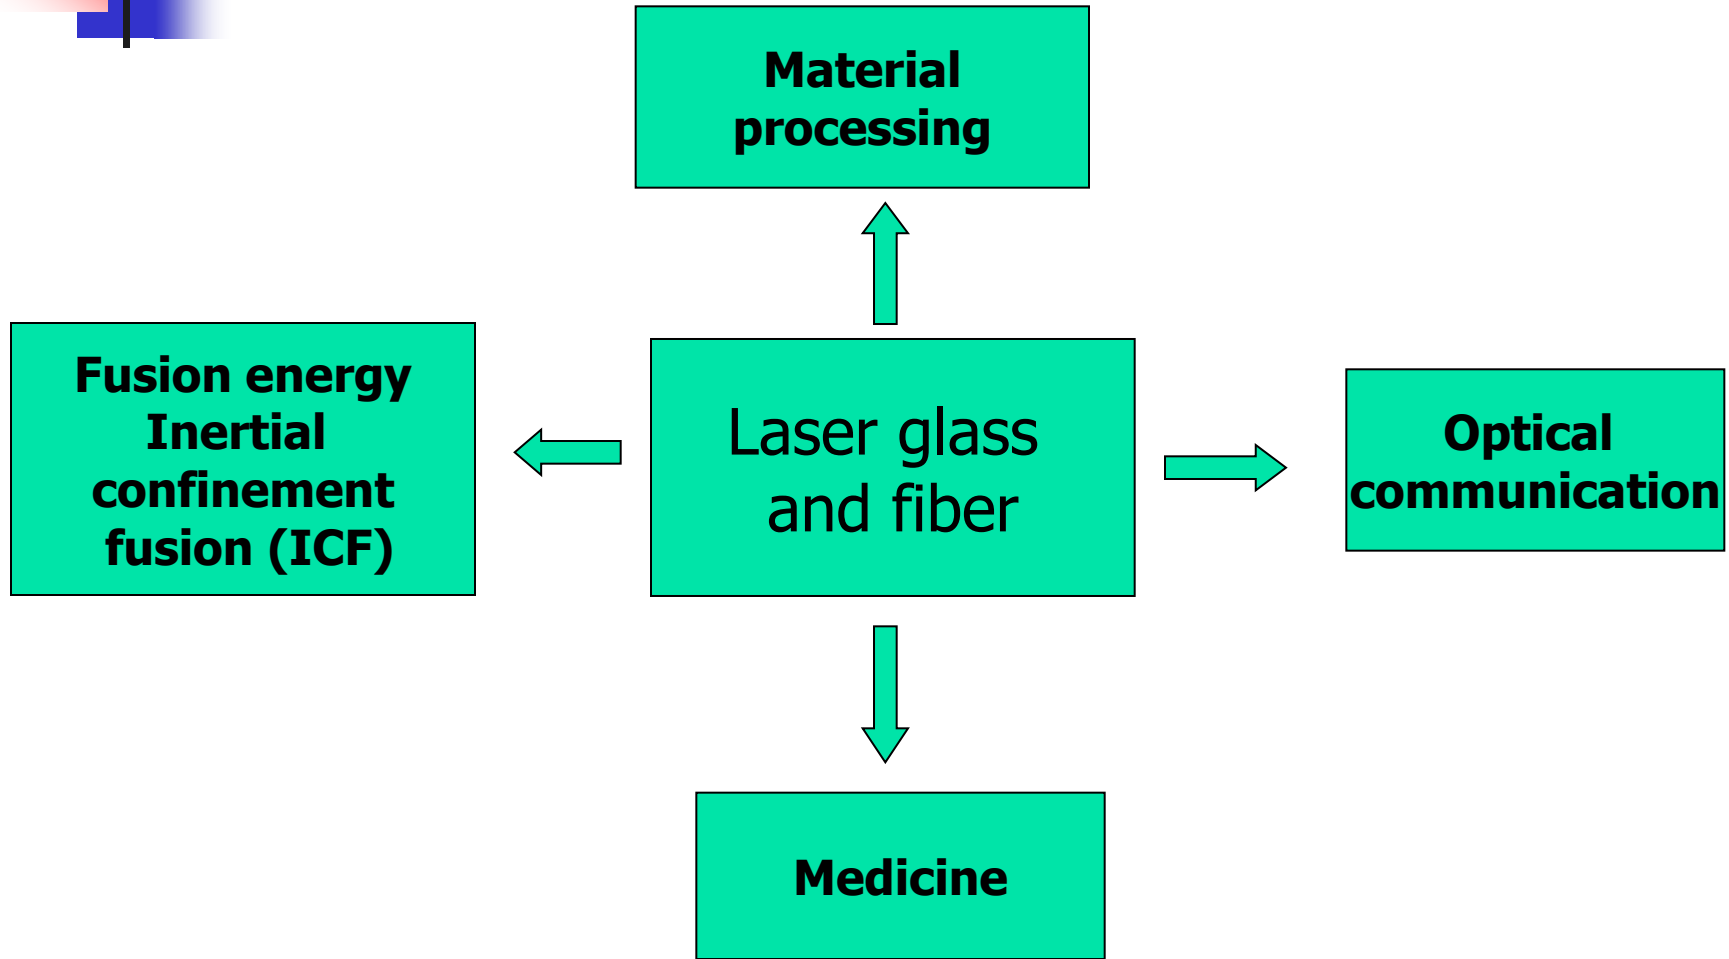 Material
processing
Fusion energy
Inertial
confinement
fusion (ICF)
Laser glass
and fiber
Optical
communication
Medicine